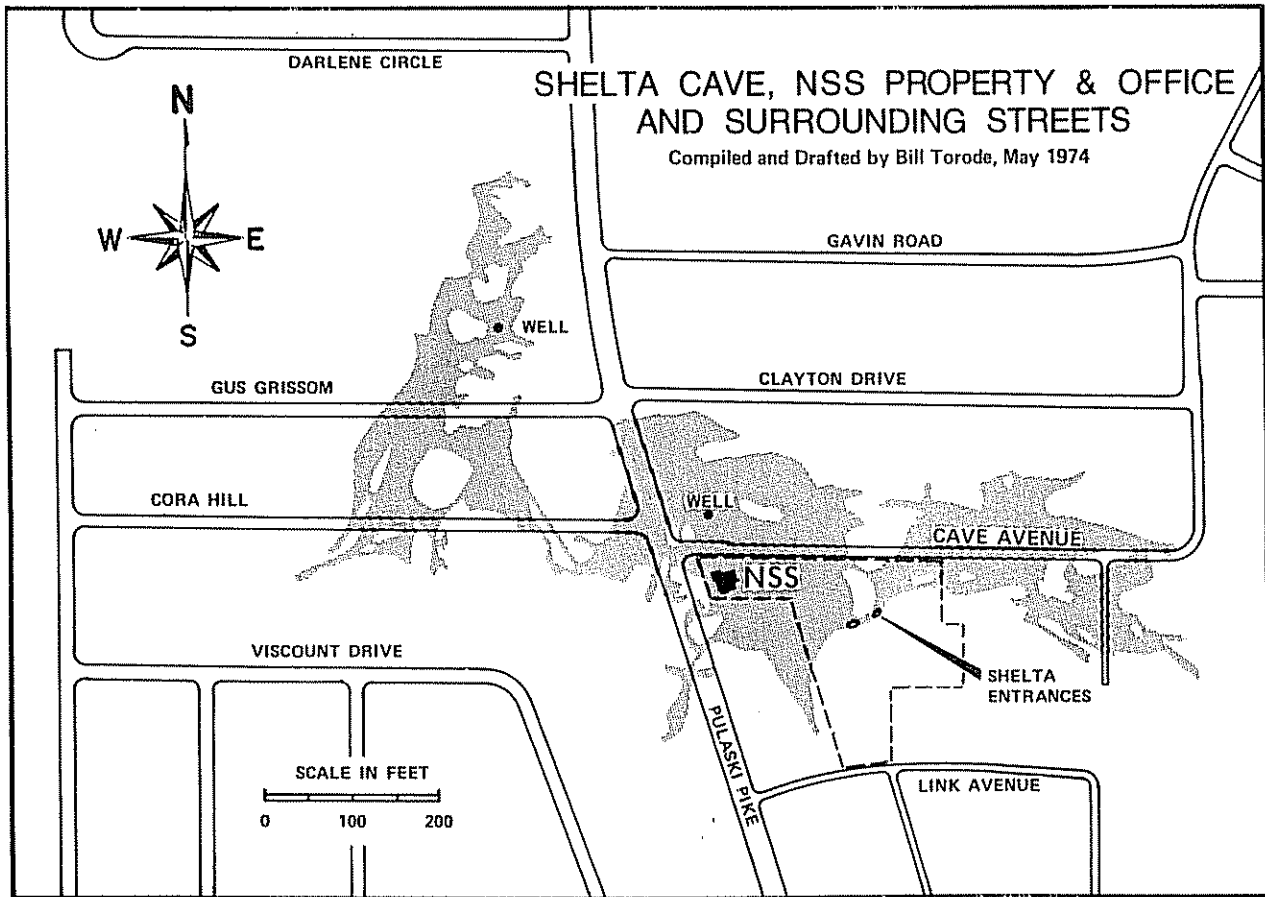 DARLENE CIRCLE
SHELTA CAVE, NSS PROPERTY & OFFICE
AND SURROUNDING STREETS
Compiled and Drafted by Bill Torode, May 1974
N
W
E
S
GAVIN ROAD
WELL
GUS GRISSOM
CLAYTON DRIVE
CORA HILL
WELL
CAVE AVENUE
NSS
VISCOUNT DRIVE
SHELTA
ENTRANCES
PULASKI PIKE
SCALE IN FEET
0 100 200
LINK AVENUE